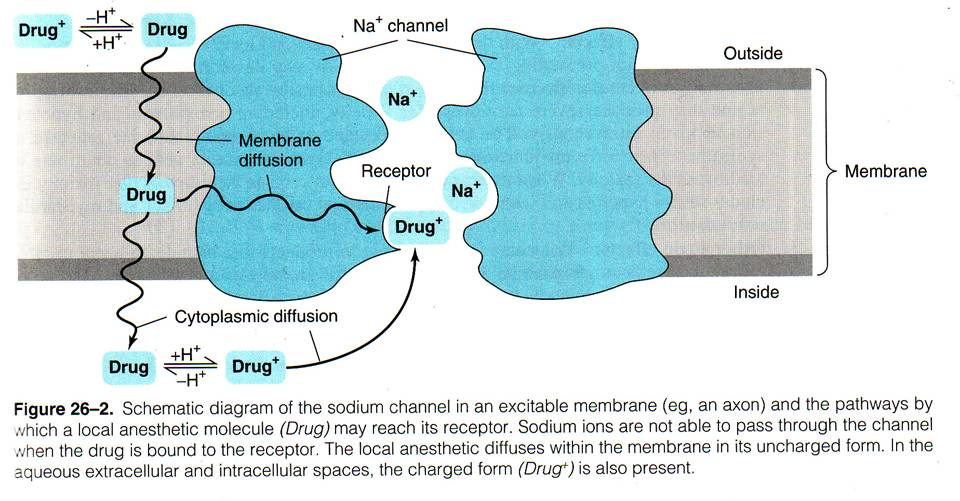 Drug⁺
–H⁺
+H⁺
Drug
Na⁺ channel
Outside
Na⁺
Membrane
diffusion
Receptor
Membrane
Drug
Na⁺
Drug⁺
Inside
Cytoplasmic diffusion
Drug
+H⁺
–H⁺
Drug⁺
Figure 26–2. Schematic diagram of the sodium channel in an excitable membrane (eg, an axon) and the pathways by
which a local anesthetic molecule (Drug) may reach its receptor. Sodium ions are not able to pass through the channel
when the drug is bound to the receptor. The local anesthetic diffuses within the membrane in its uncharged form. In the
aqueous extracellular and intracellular spaces, the charged form (Drug⁺) is also present.